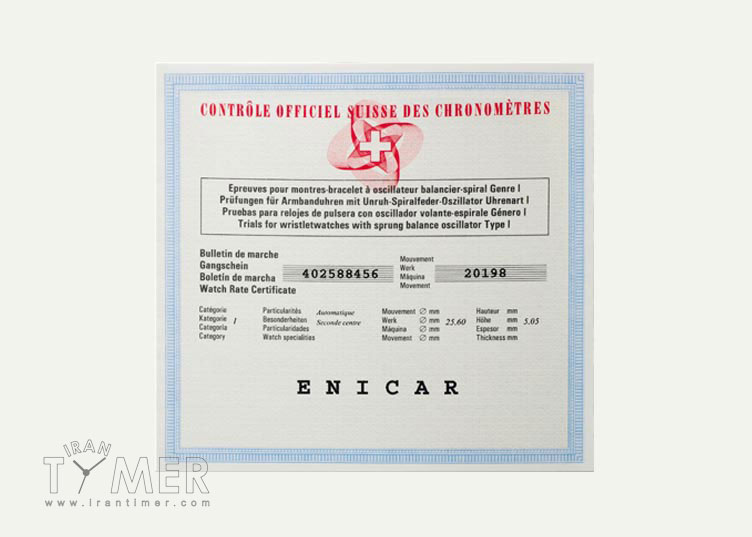 CONTRÔLE OFFICIEL SUISSE DES CHRONOMÈTRES
Epreuves pour montres-bracelet à oscillateur balancier-spiral Genre I
Prüfungen für Armbanduhren mit Unruh-Spiralfeder-Oszillator Uhrenart I
Pruebas para relojes de pulsera con oscillador volante-espirale Género I
Trials for wristletwatches with sprung balance oscillator Type I
Bulletin de marche
Gangschein
Boletin de marcha
Watch Rate Certificate
402588456
Mouvement
Werk
Máquina
Movement
20198
Catégorie
Kategorie
Categoria
Category
1
Particularités
Besonderheiten
Particularidades
Watch specialities
Automatique
Seconde centre
Mouvement ∅ mm
Werk ∅ mm
Máquina ∅ mm
Movement ∅ mm
25.60
Hauteur mm
Höhe mm
Espesor mm
Thickness mm
5.05
ENICAR
IRAN
TYMER
www.irantimer.com